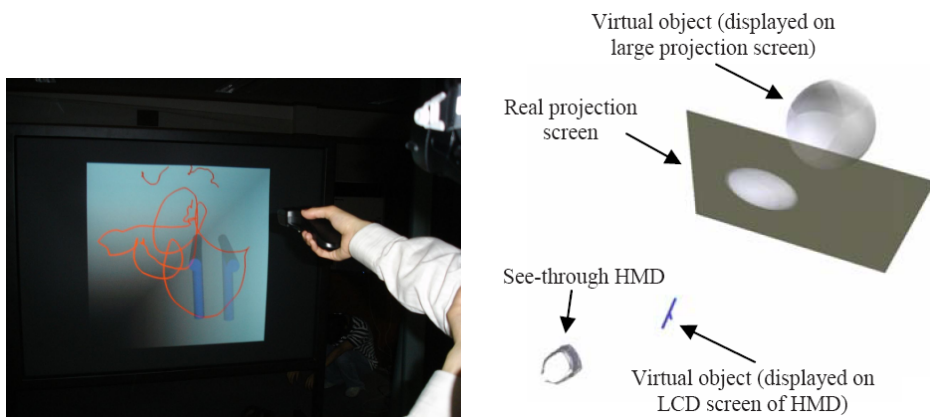 Virtual object (displayed on
large projection screen)
Real projection
screen
See-through HMD
Virtual object (displayed on
LCD screen of HMD)